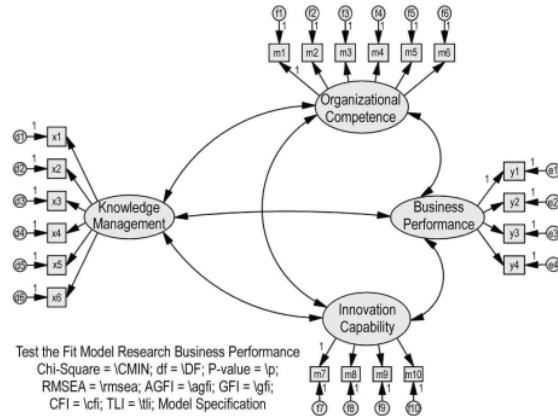 f1 f2 f3 f4 f5 f6
1 1 1 1 1 1
m1 m2 m3 m4 m5 m6
1
Organizational
Competence
d1 1 x1
d2 1 x2
d3 1 x3
d4 1 x4
d5 1 x5
d6 1 x6
Knowledge
Management
Business
Performance
1 y1 1 e1
y2 1 e2
y3 1 e3
y4 1 e4
Innovation
Capability
1
m7 m8 m9 m10
1 1 1 1
f7 f8 f9 f10
Test the Fit Model Research Business Performance
Chi-Square = \CMIN; df = \DF; P-value = \p;
RMSEA = \rmsea; AGFI = \agfi; GFI = \gfi;
CFI = \cfi; TLI = \tli; Model Specification